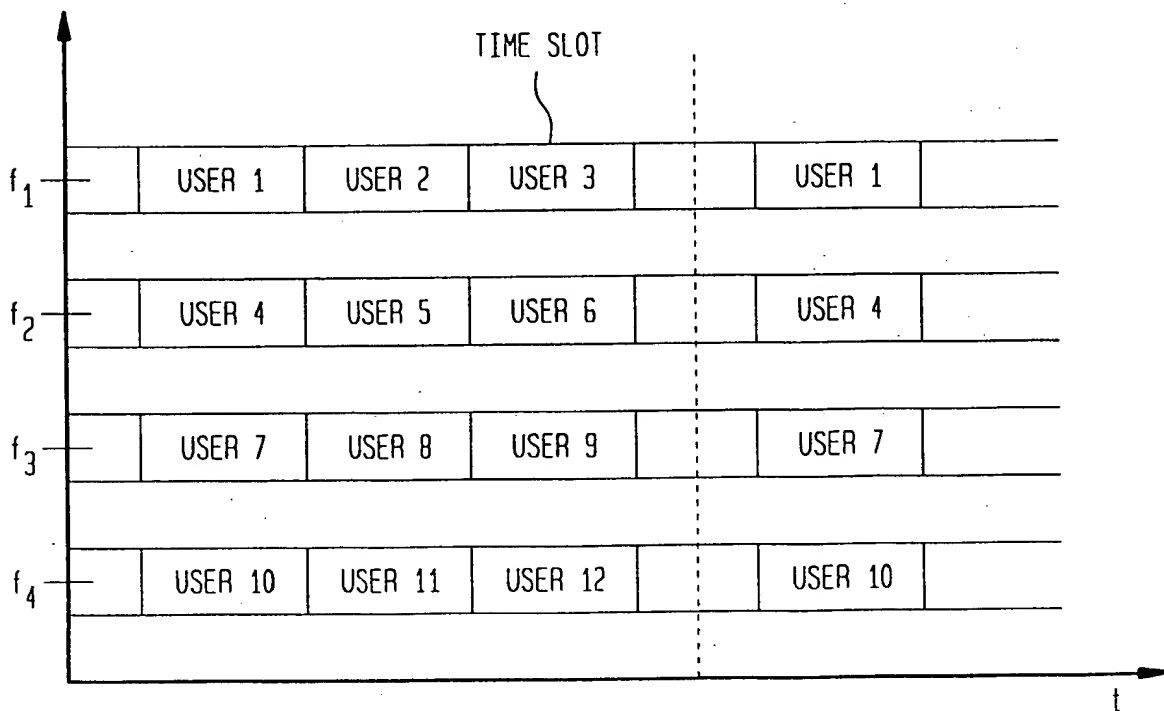 TIME SLOT
f1 USER 1 USER 2 USER 3 USER 1
f2 USER 4 USER 5 USER 6 USER 4
f3 USER 7 USER 8 USER 9 USER 7
f4 USER 10 USER 11 USER 12 USER 10
t